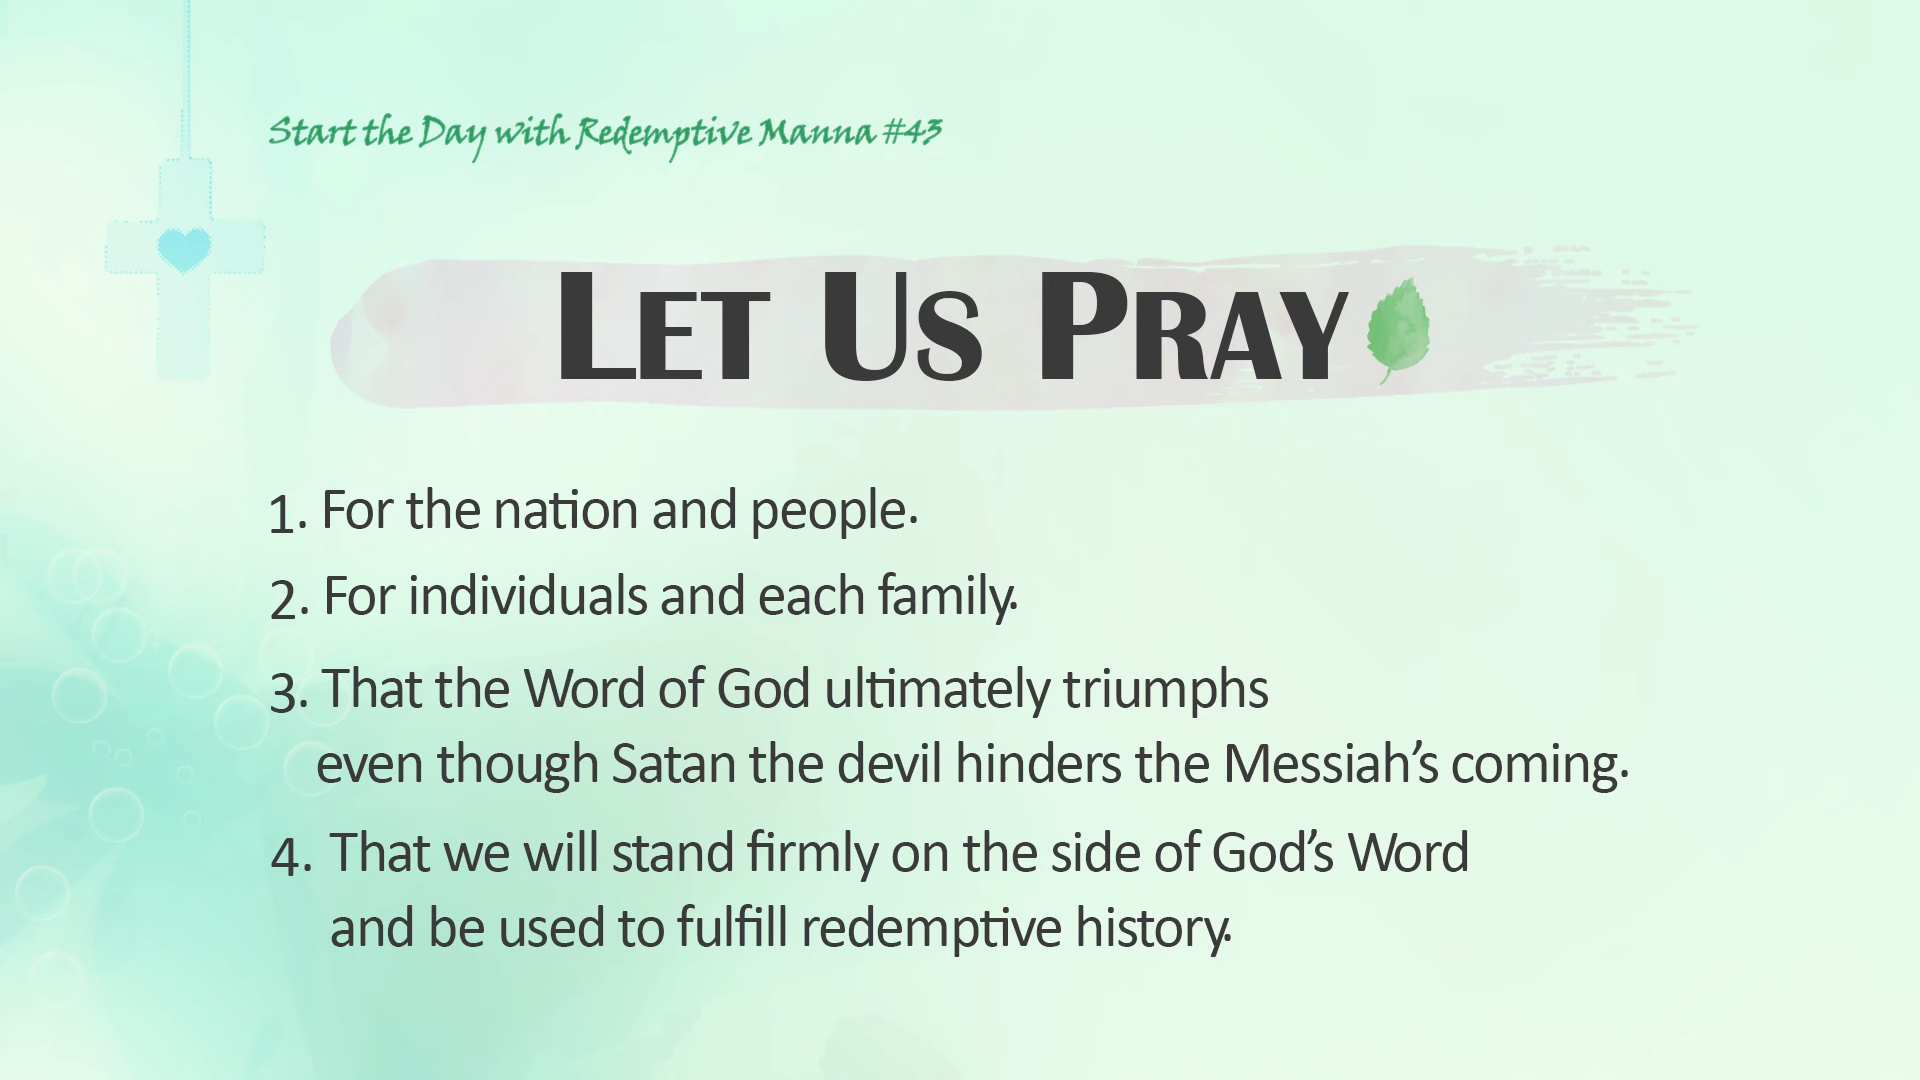 Start the Day with Redemptive Manna #43
LET US PRAY
1. For the nation and people.
2. For individuals and each family.
3. That the Word of God ultimately triumphs
even though Satan the devil hinders the Messiah’s coming.
4. That we will stand firmly on the side of God’s Word
and be used to fulfill redemptive history.